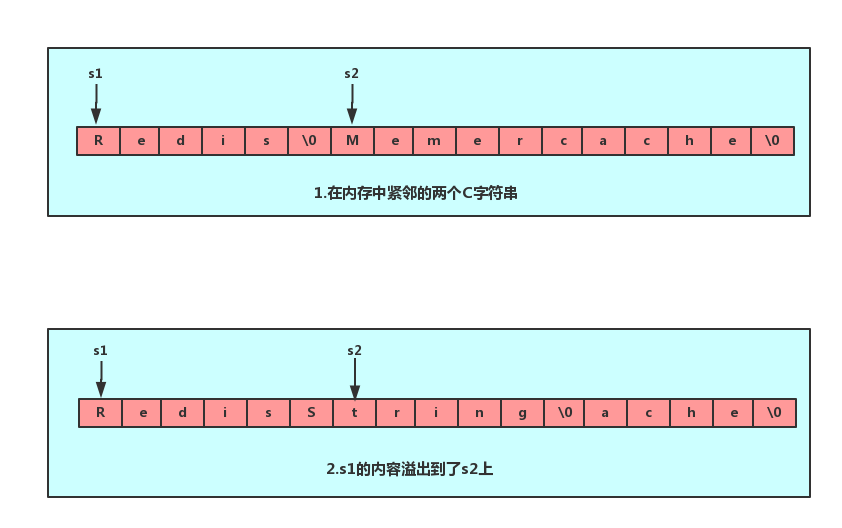 s1 s2
R e d i s \0 M e m e r c a c h e \0
1.在内存中紧邻的两个C字符串
s1 s2
R e d i s S t r i n g \0 a c h e \0
2.s1的内容溢出到了s2上